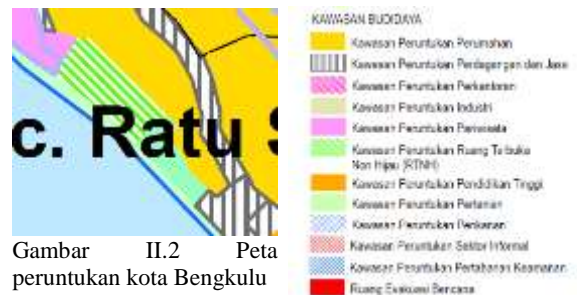 c. Ratu S
Gambar II.2 Peta
peruntukan kota Bengkulu
KAWASAN BUDIDAYA
Kawasan Peruntukan Perumahan
Kawasan Peruntukan Perdagangan dan Jasa
Kawasan Peruntukan Perkantoran
Kawasan Peruntukan Industri
Kawasan Peruntukan Pariwisata
Kawasan Peruntukan Ruang Terbuka
Non Hijau (RTNH)
Kawasan Peruntukan Pendidikan Tinggi
Kawasan Peruntukan Pertanian
Kawasan Peruntukan Perikanan
Kawasan Peruntukan Sektor Informal
Kawasan Peruntukan Pertahanan Keamanan
Ruang Evakuasi Bencana